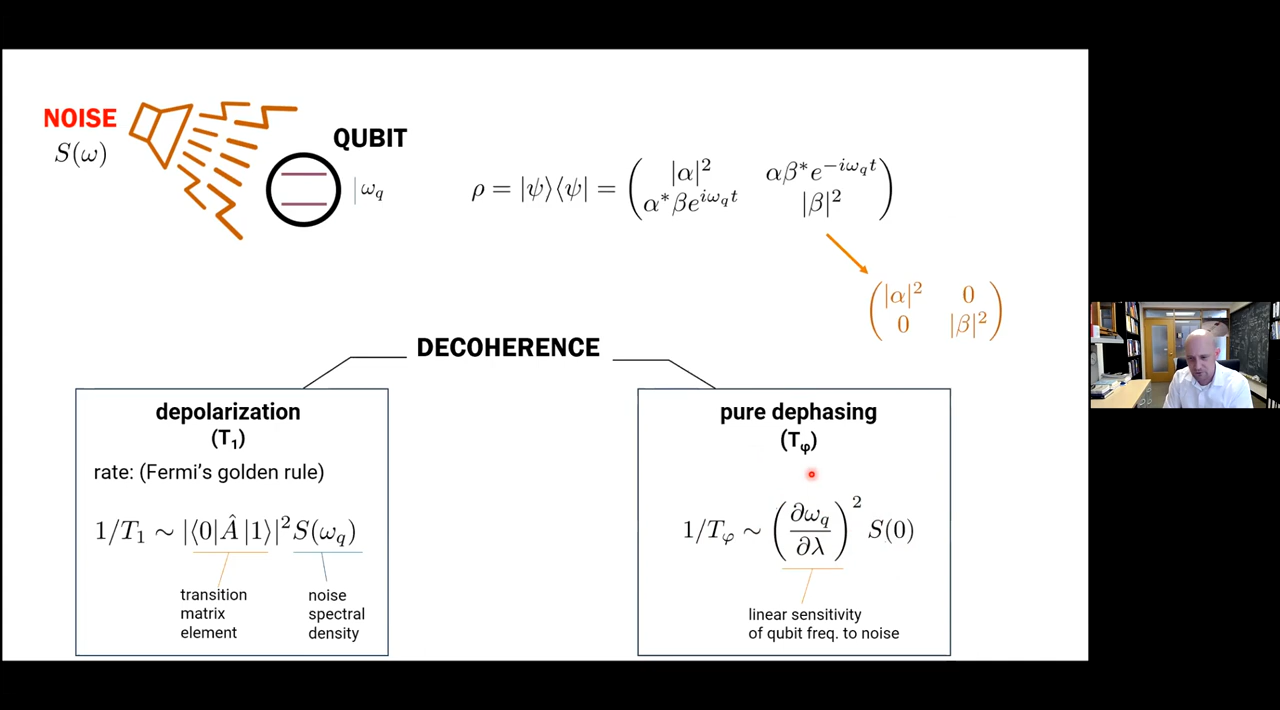 NOISE
S(ω)
QUBIT
|ω_q
ρ = |ψ⟩⟨ψ| = ( |α|² αβ*e^{-iω_q t}
α*βe^{iω_q t} |β|² )
( |α|² 0
0 |β|² )
DECOHERENCE
depolarization
(T₁)
rate: (Fermi's golden rule)
1/T₁ ~ |⟨0|Â|1⟩|² S(ω_q)
transition
matrix
element
noise
spectral
density
pure dephasing
(T_φ)
1/T_φ ~ (∂ω_q/∂λ)² S(0)
linear sensitivity
of qubit freq. to noise